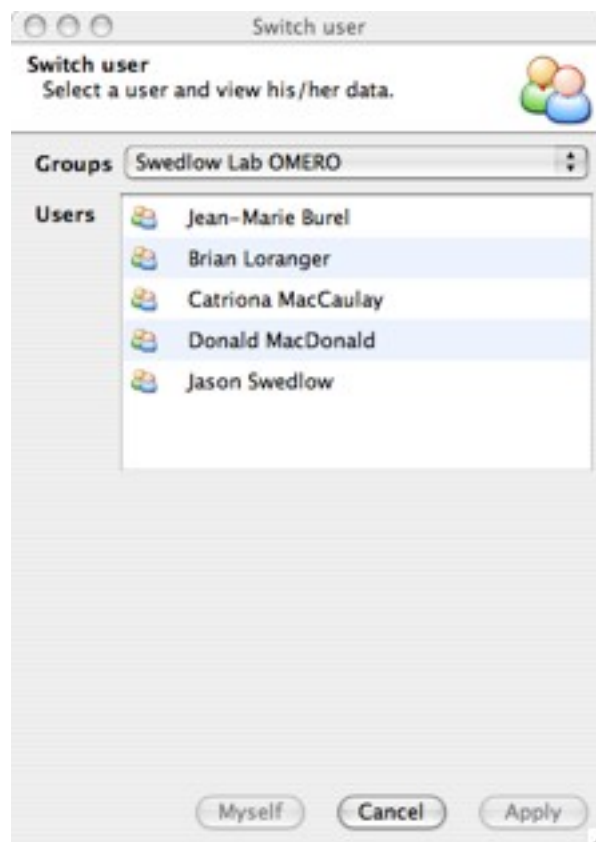 Switch user
Switch user
Select a user and view his/her data.
Groups Swedlow Lab OMERO
Users Jean-Marie Burel
Brian Loranger
Catriona MacCaulay
Donald MacDonald
Jason Swedlow
Myself Cancel Apply